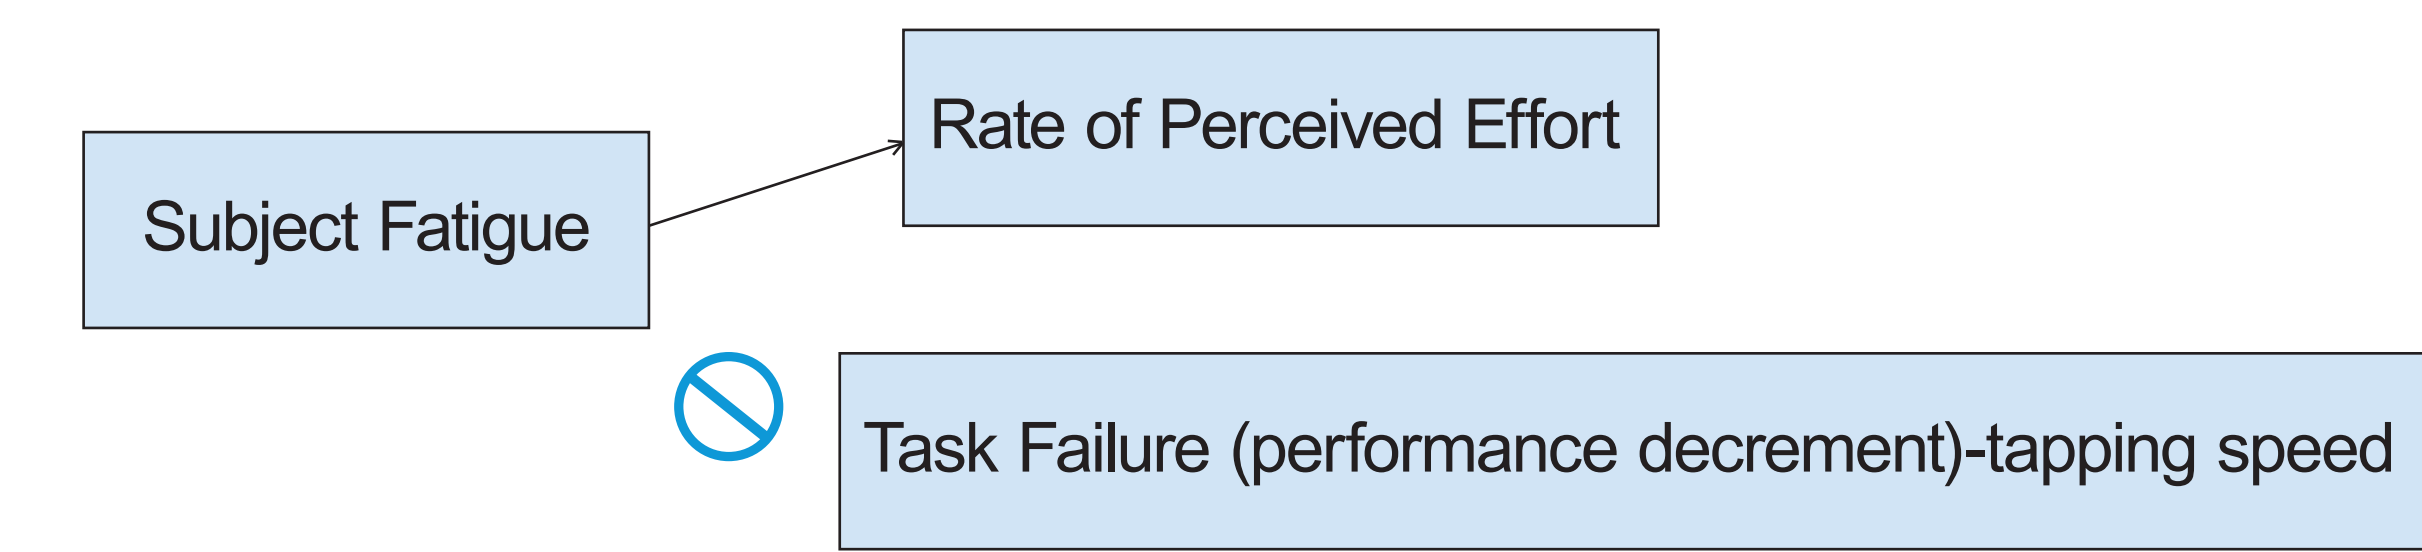 Rate of Perceived Effort
Subject Fatigue
Task Failure (performance decrement)-tapping speed